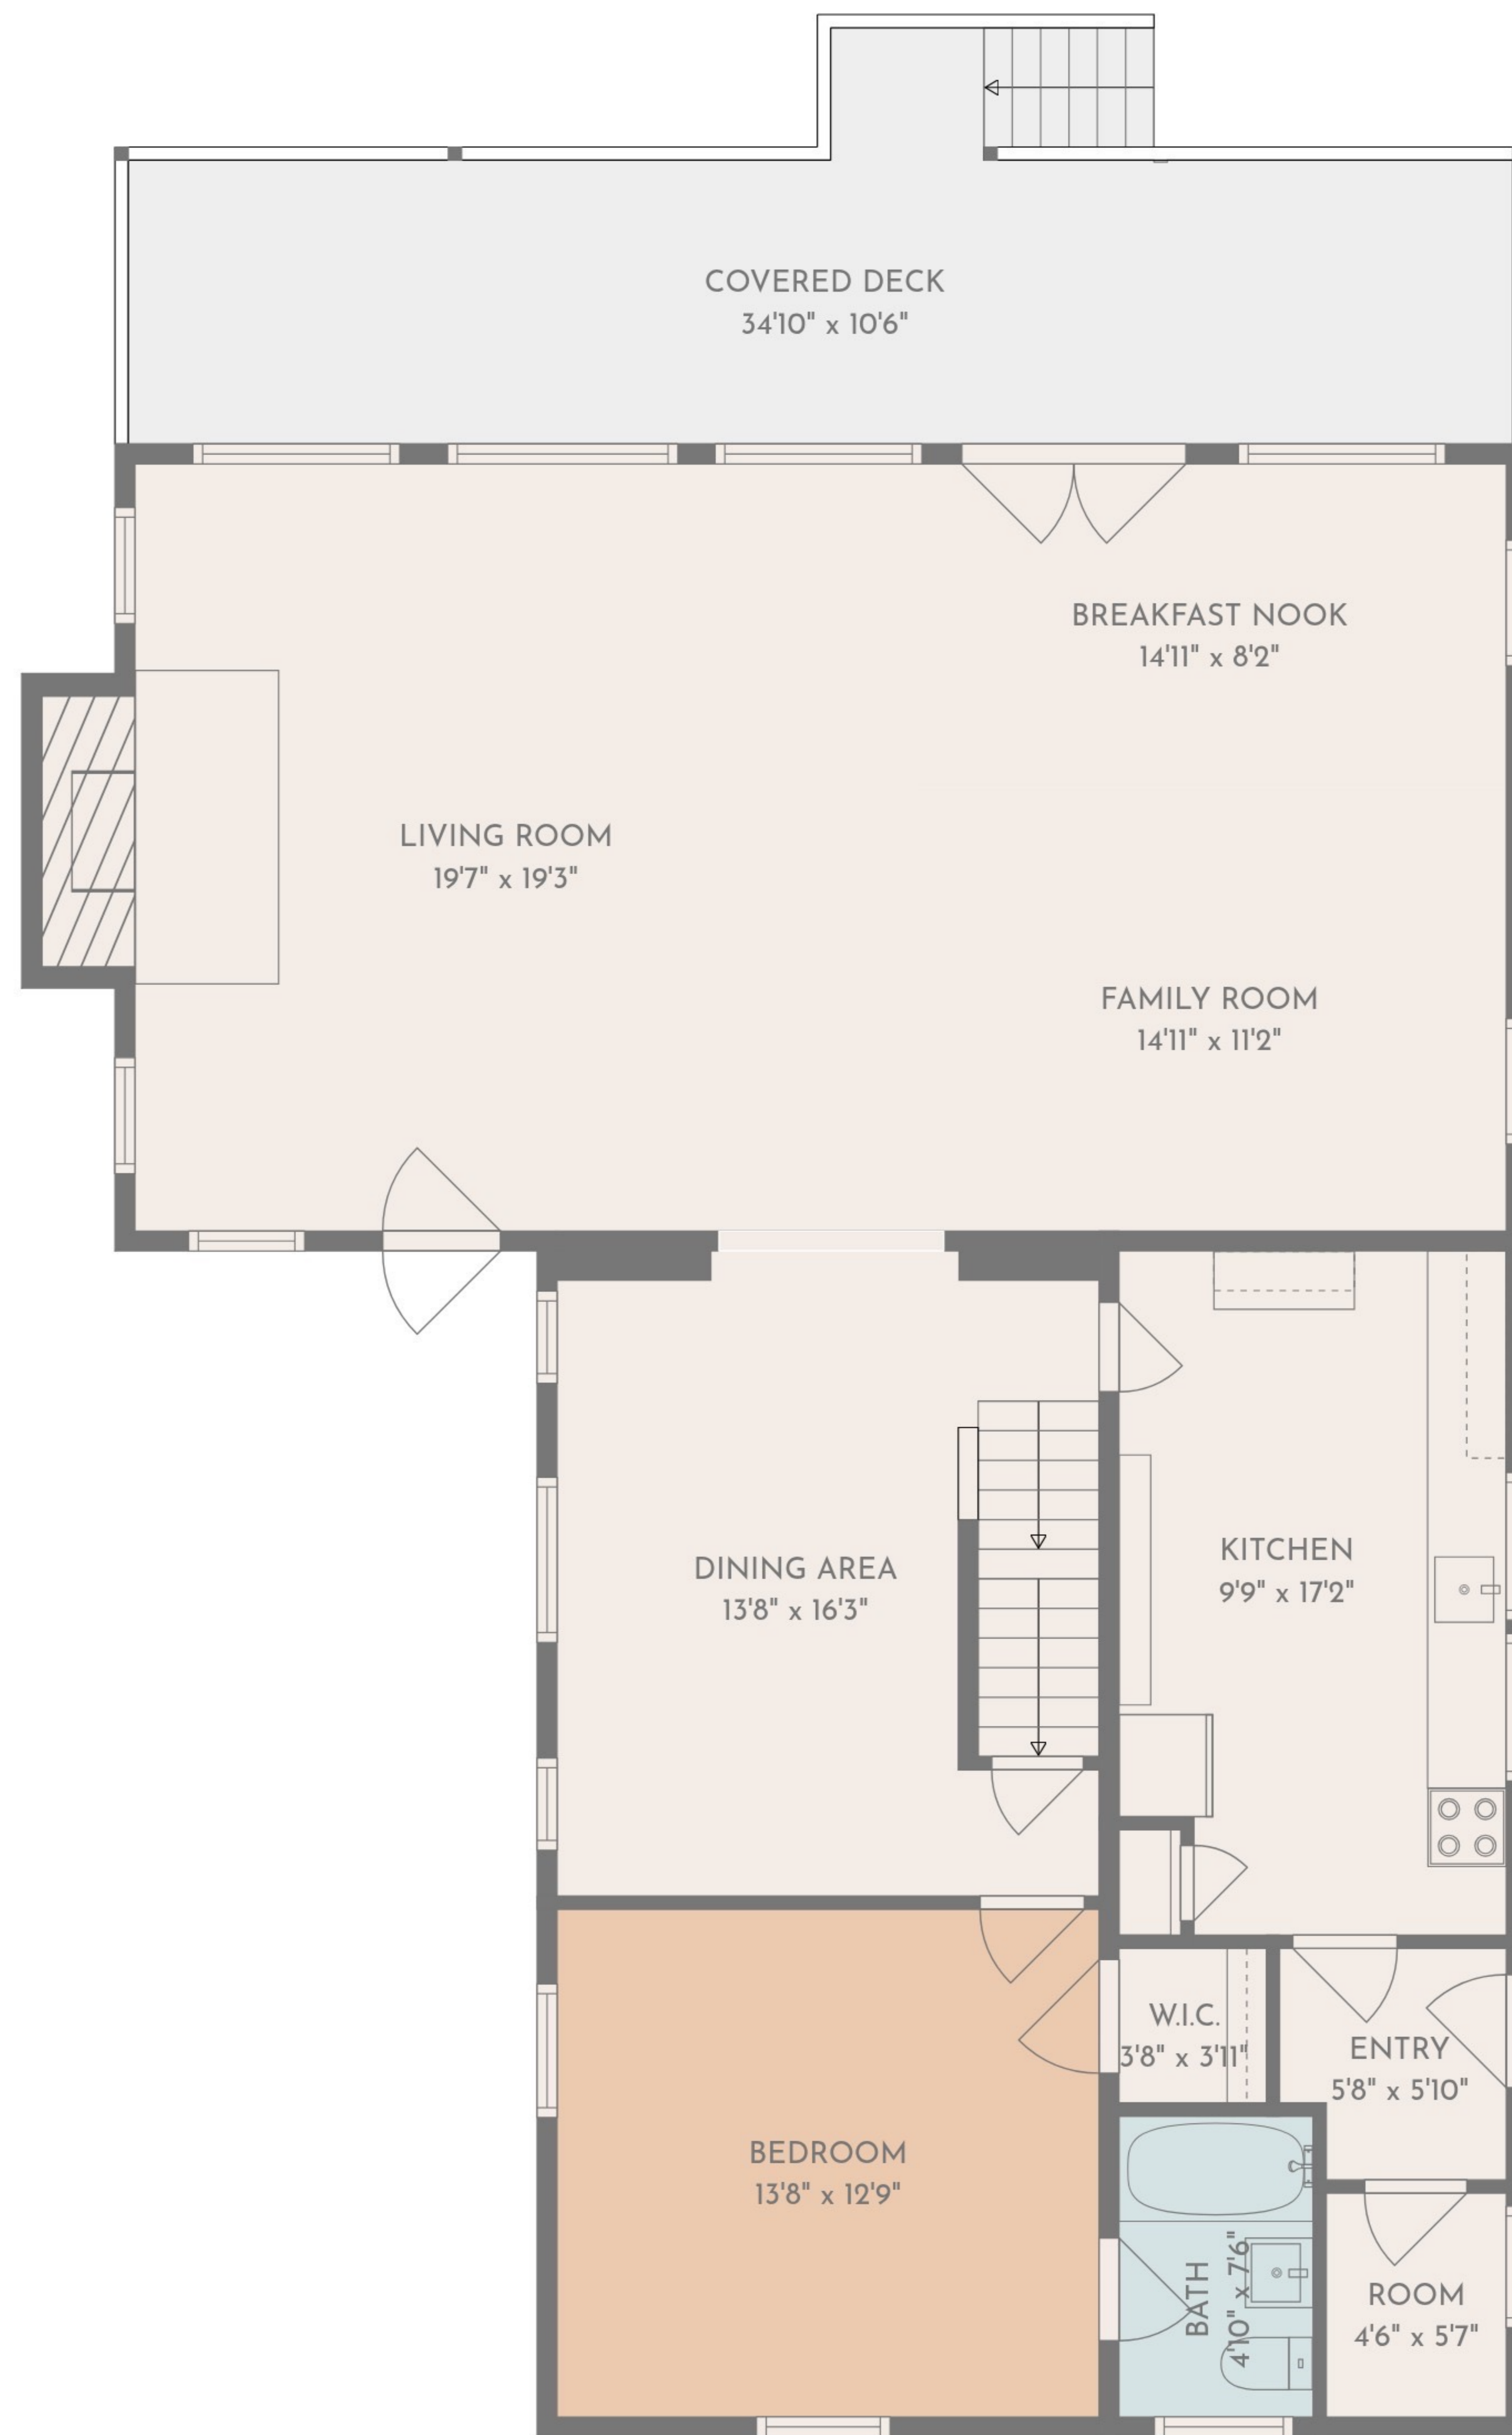 COVERED DECK
34'10" x 10'6"
BREAKFAST NOOK
14'11" x 8'2"
LIVING ROOM
19'7" x 19'3"
FAMILY ROOM
14'11" x 11'2"
KITCHEN
9'9" x 17'2"
DINING AREA
13'8" x 16'3"
W.I.C.
3'8" x 3'11"
ENTRY
5'8" x 5'10"
BEDROOM
13'8" x 12'9"
BATH
4'10" x 7'6"
ROOM
4'6" x 5'7"